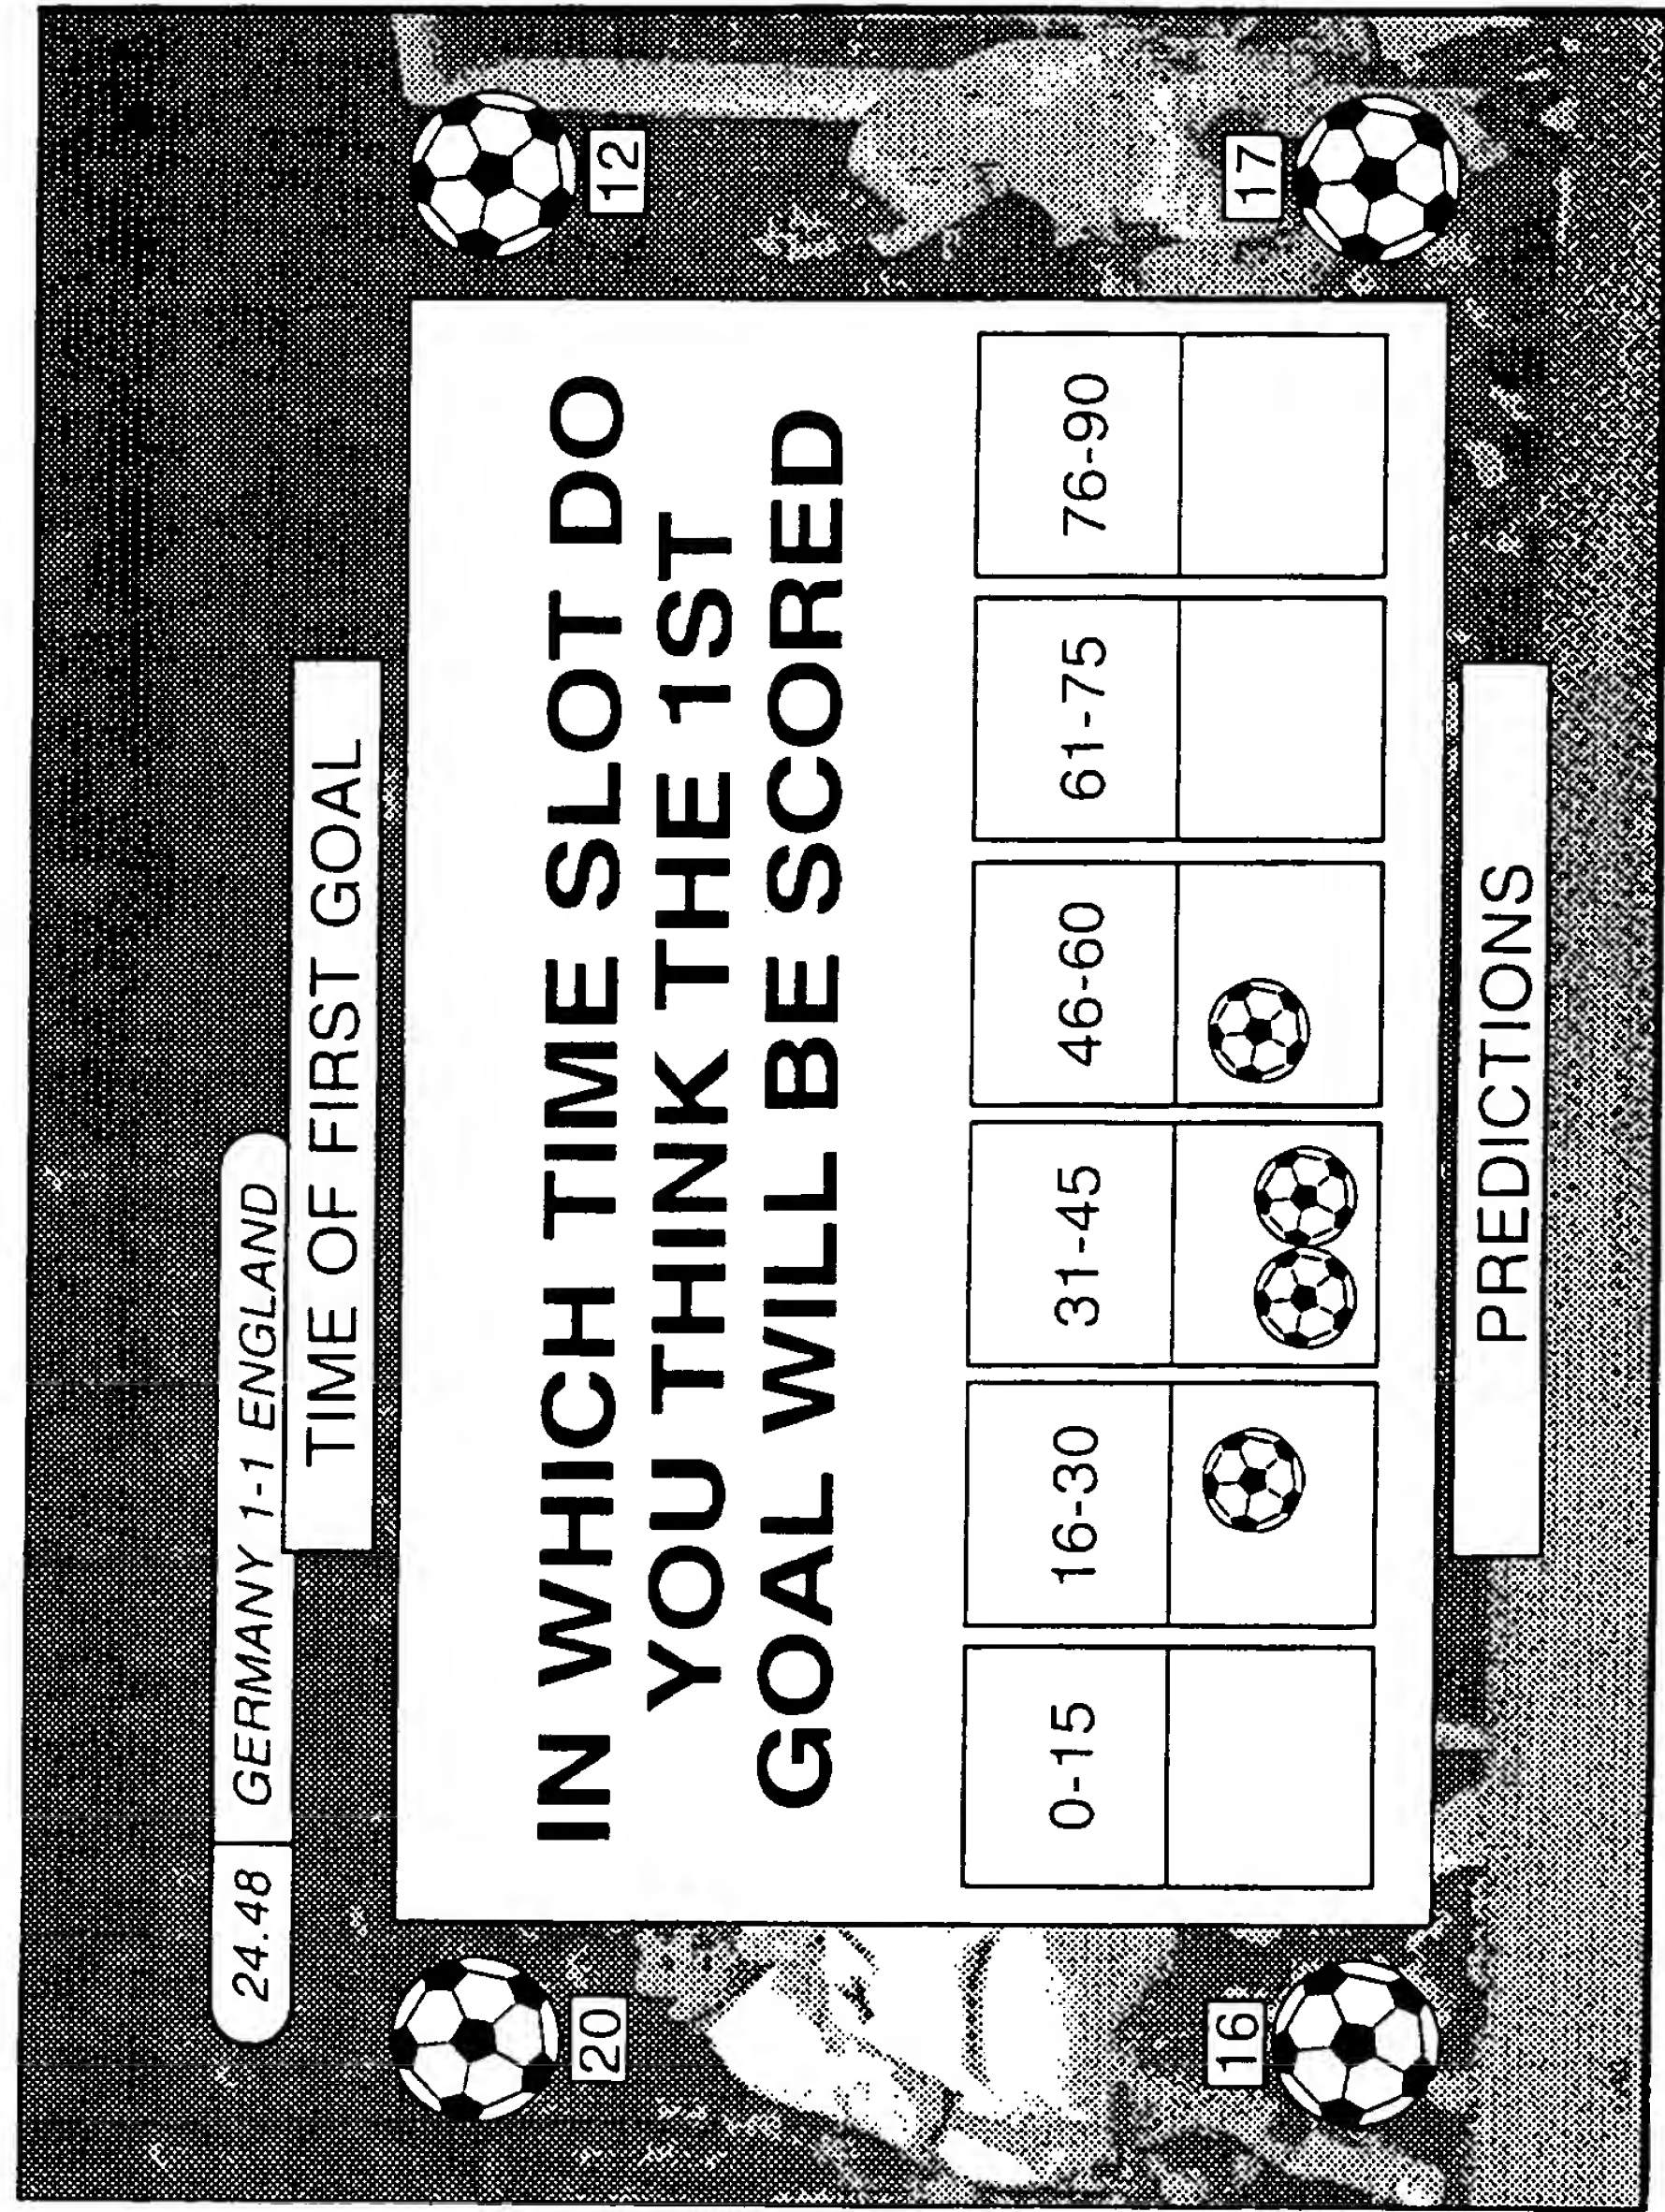 24.48 GERMANY 1-1 ENGLAND
TIME OF FIRST GOAL
20
12
IN WHICH TIME SLOT DO
YOU THINK THE 1ST
GOAL WILL BE SCORED
0-15 16-30 31-45 46-60 61-75 76-90
16
17
PREDICTIONS